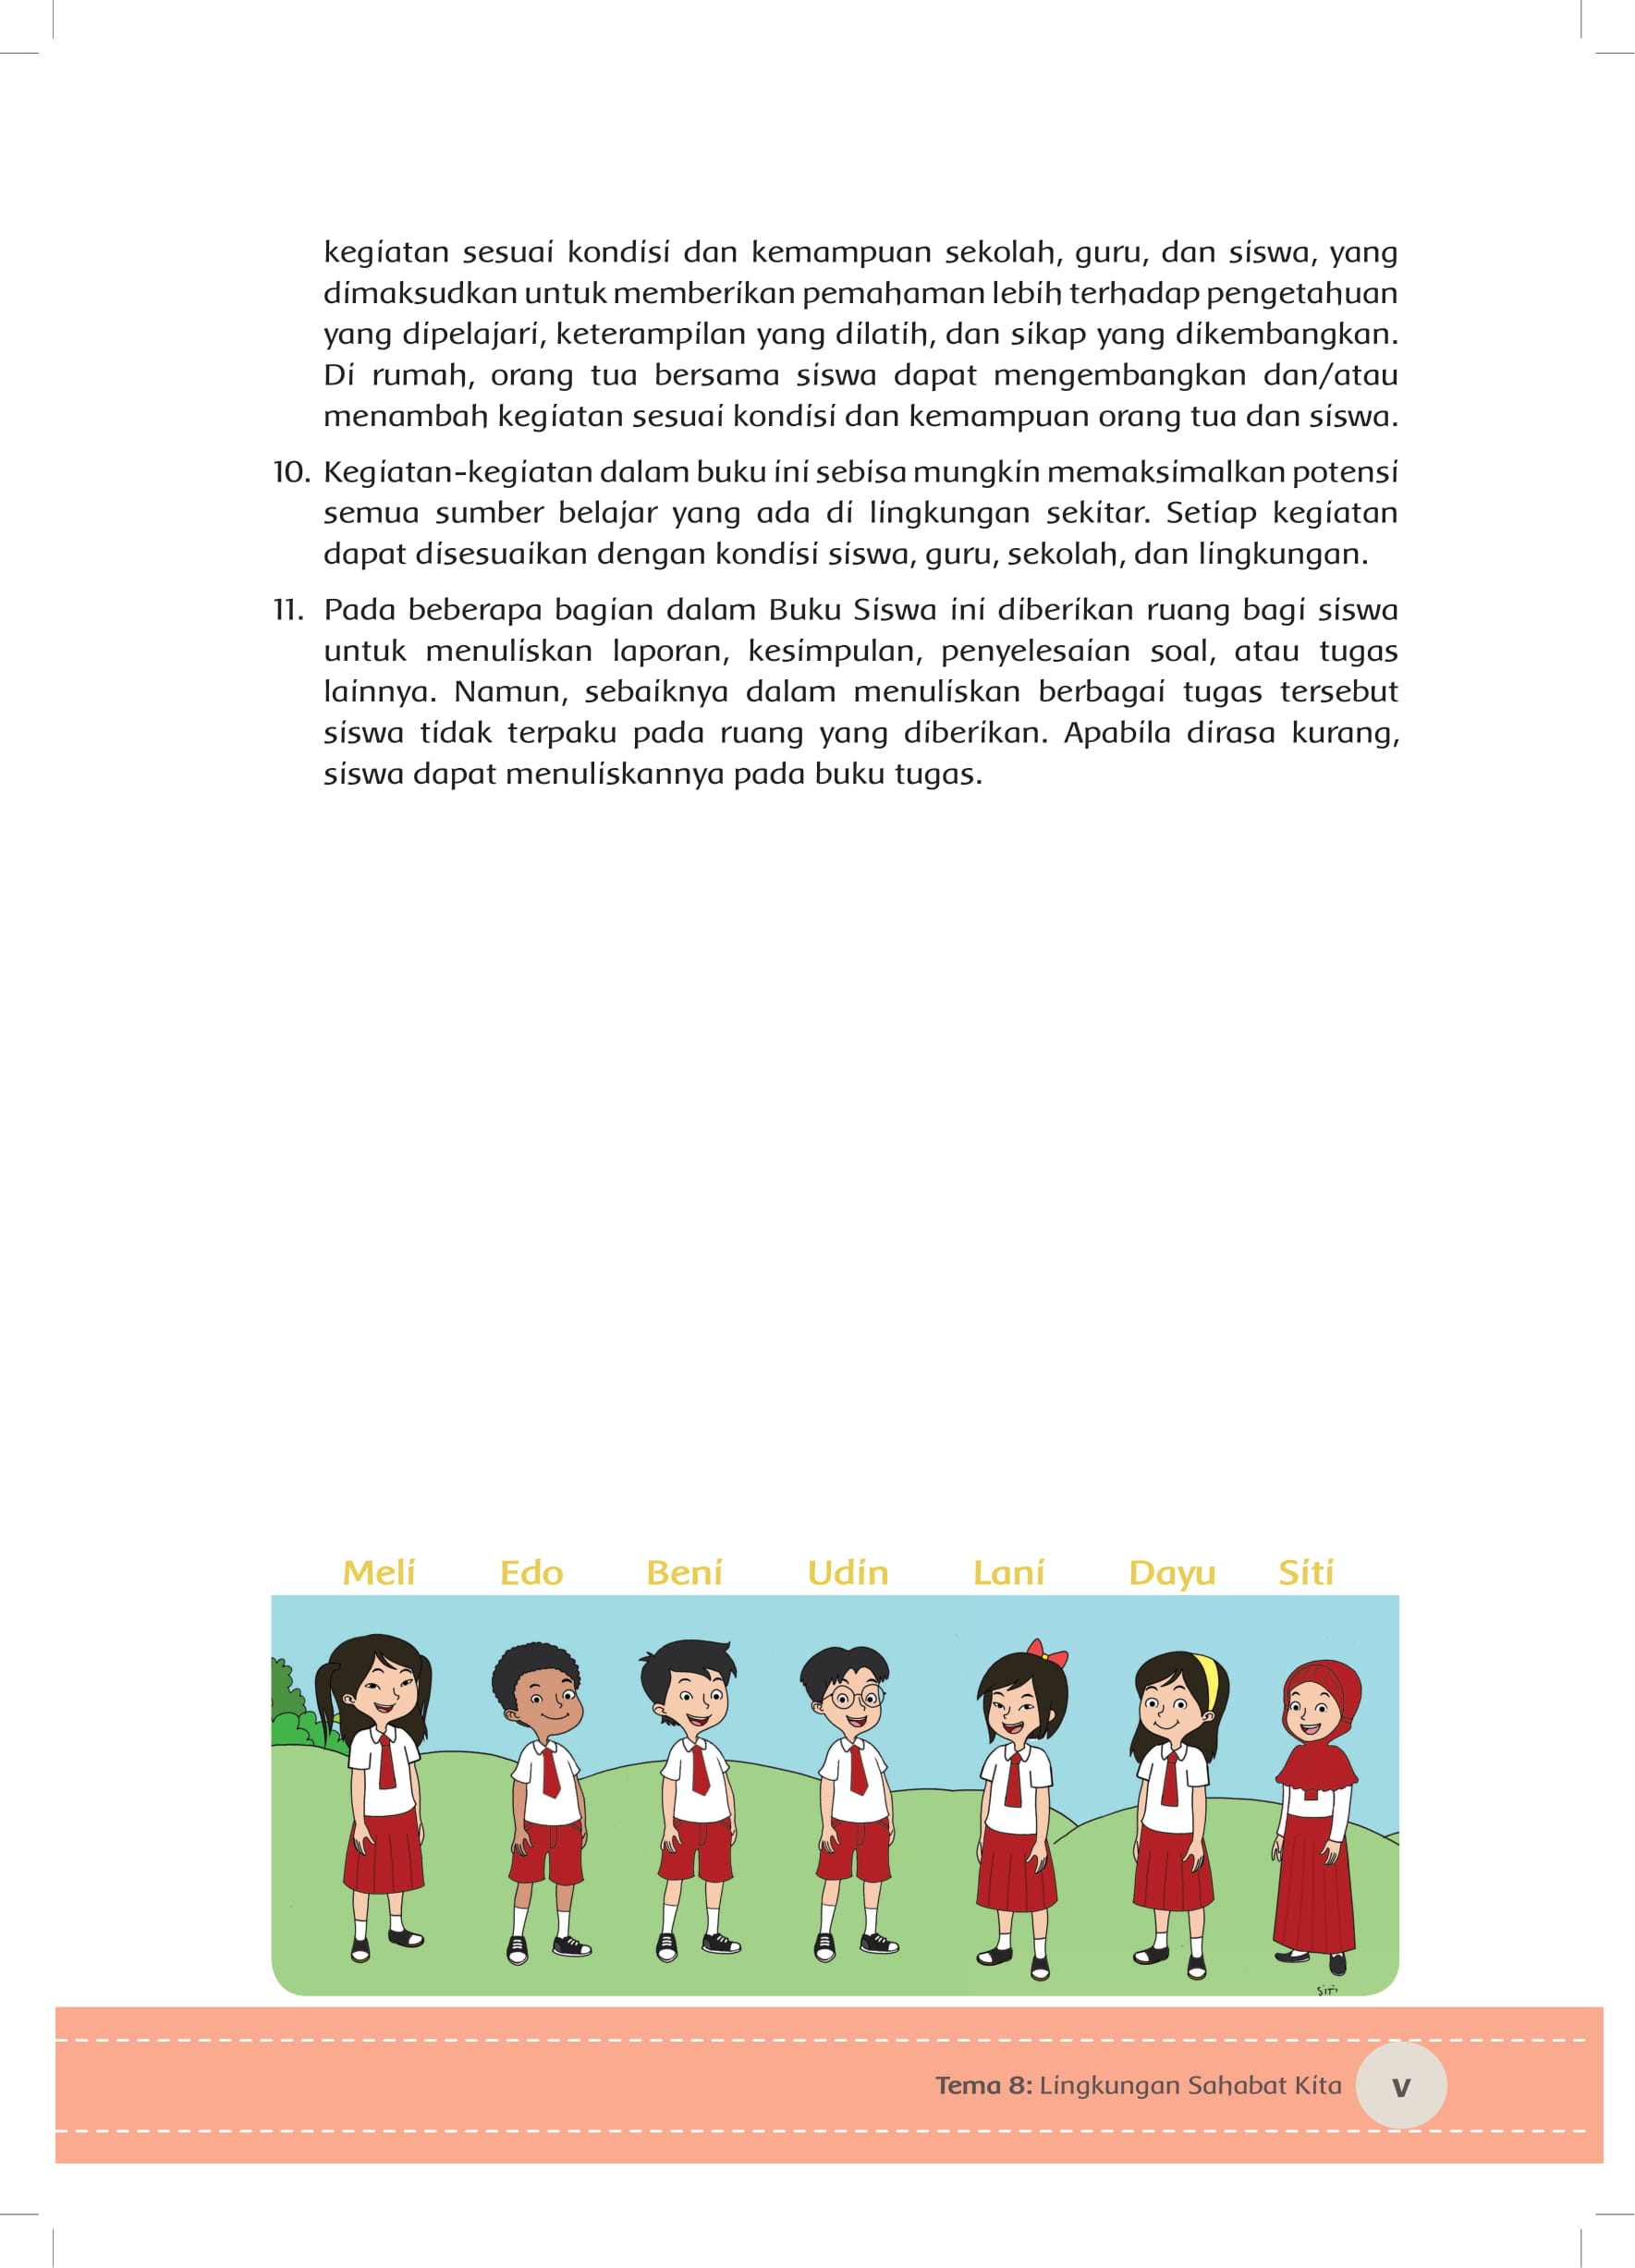 kegiatan sesuai kondisi dan kemampuan sekolah, guru, dan siswa, yang
dimaksudkan untuk memberikan pemahaman lebih terhadap pengetahuan
yang dipelajari, keterampilan yang dilatih, dan sikap yang dikembangkan.
Di rumah, orang tua bersama siswa dapat mengembangkan dan/atau
menambah kegiatan sesuai kondisi dan kemampuan orang tua dan siswa.
10. Kegiatan-kegiatan dalam buku ini sebisa mungkin memaksimalkan potensi
semua sumber belajar yang ada di lingkungan sekitar. Setiap kegiatan
dapat disesuaikan dengan kondisi siswa, guru, sekolah, dan lingkungan.
11. Pada beberapa bagian dalam Buku Siswa ini diberikan ruang bagi siswa
untuk menuliskan laporan, kesimpulan, penyelesaian soal, atau tugas
lainnya. Namun, sebaiknya dalam menuliskan berbagai tugas tersebut
siswa tidak terpaku pada ruang yang diberikan. Apabila dirasa kurang,
siswa dapat menuliskannya pada buku tugas.
Meli Edo Beni Udin Lani Dayu Siti
Siti
Tema 8: Lingkungan Sahabat Kita v